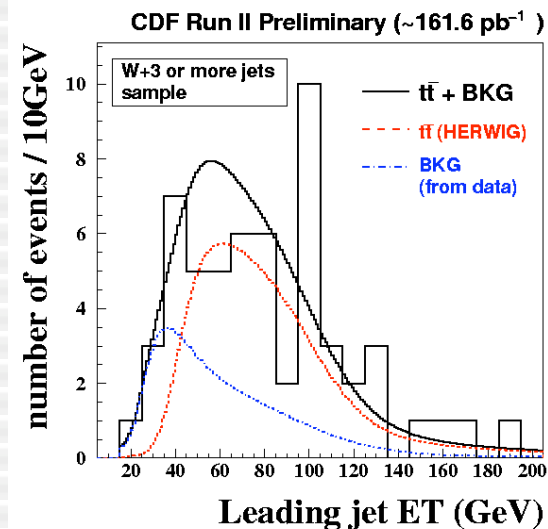 CDF Run II Preliminary (~161.6 pb⁻¹ )
W+3 or more jets
sample
tt̄ + BKG
tt̄ (HERWIG)
BKG
(from data)
number of events / 10GeV
10
8
6
4
2
0
20 40 60 80 100 120 140 160 180 200
Leading jet ET (GeV)